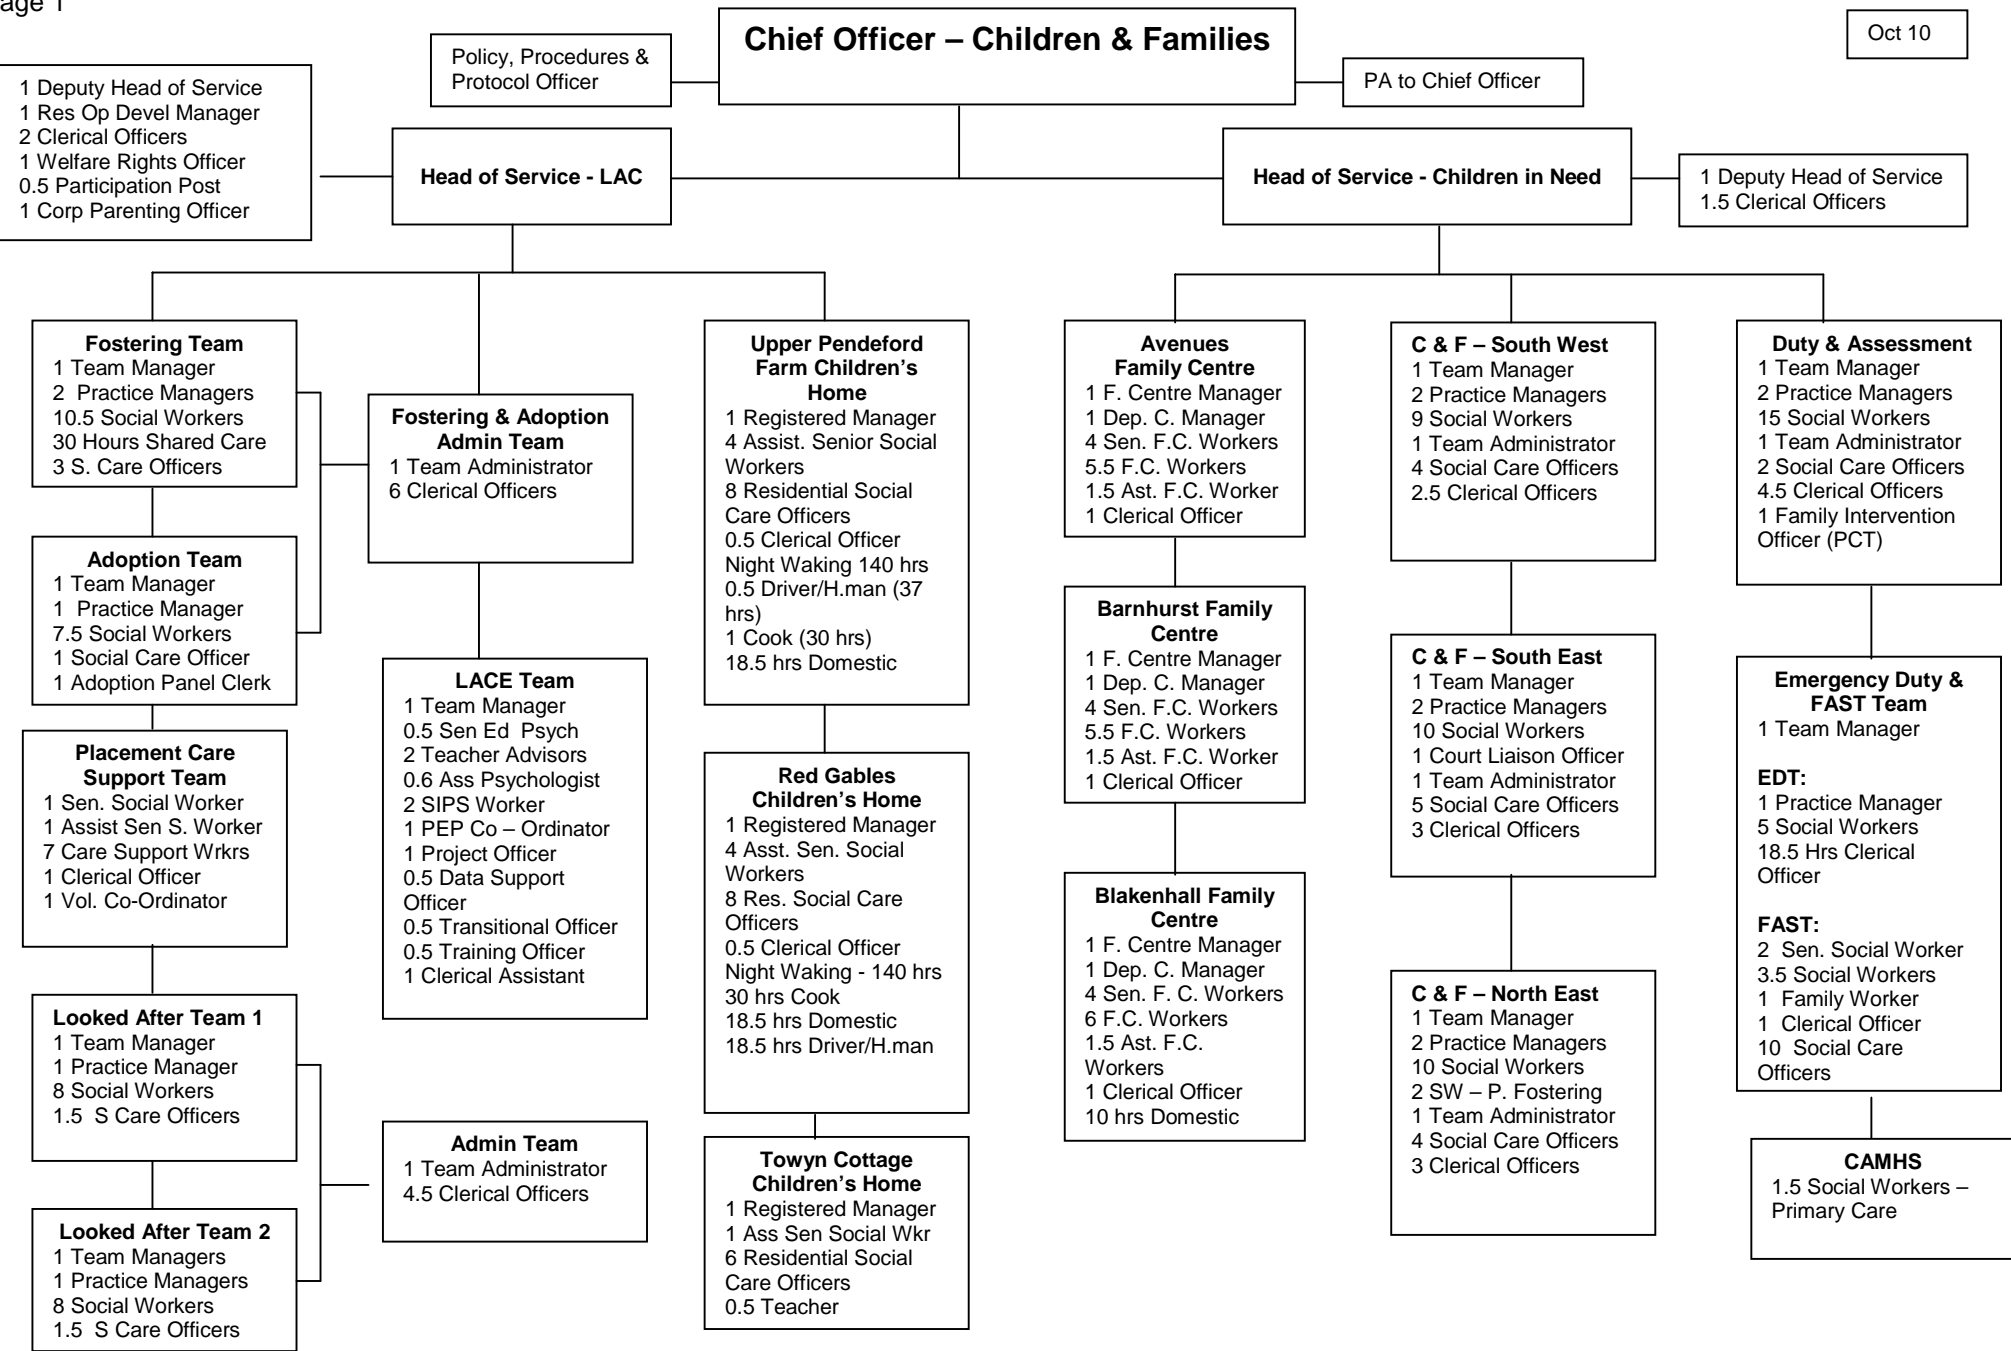 age 1
Chief Officer – Children & Families
Oct 10
Policy, Procedures &
Protocol Officer
PA to Chief Officer
1 Deputy Head of Service
1 Res Op Devel Manager
2 Clerical Officers
1 Welfare Rights Officer
0.5 Participation Post
1 Corp Parenting Officer
Head of Service - LAC
Head of Service - Children in Need
1 Deputy Head of Service
1.5 Clerical Officers
Fostering Team
1 Team Manager
2 Practice Managers
10.5 Social Workers
30 Hours Shared Care
3 S. Care Officers
Adoption Team
1 Team Manager
1 Practice Manager
7.5 Social Workers
1 Social Care Officer
1 Adoption Panel Clerk
Placement Care
Support Team
1 Sen. Social Worker
1 Assist Sen S. Worker
7 Care Support Wrkrs
1 Clerical Officer
1 Vol. Co-Ordinator
Looked After Team 1
1 Team Manager
1 Practice Manager
8 Social Workers
1.5 S Care Officers
Looked After Team 2
1 Team Managers
1 Practice Managers
8 Social Workers
1.5 S Care Officers
Fostering & Adoption
Admin Team
1 Team Administrator
6 Clerical Officers
LACE Team
1 Team Manager
0.5 Sen Ed Psych
2 Teacher Advisors
0.6 Ass Psychologist
2 SIPS Worker
1 PEP Co – Ordinator
1 Project Officer
0.5 Data Support
Officer
0.5 Transitional Officer
0.5 Training Officer
1 Clerical Assistant
Admin Team
1 Team Administrator
4.5 Clerical Officers
Upper Pendeford
Farm Children’s
Home
1 Registered Manager
4 Assist. Senior Social
Workers
8 Residential Social
Care Officers
0.5 Clerical Officer
Night Waking 140 hrs
0.5 Driver/H.man (37
hrs)
1 Cook (30 hrs)
18.5 hrs Domestic
Red Gables
Children’s Home
1 Registered Manager
4 Asst. Sen. Social
Workers
8 Res. Social Care
Officers
0.5 Clerical Officer
Night Waking - 140 hrs
30 hrs Cook
18.5 hrs Domestic
18.5 hrs Driver/H.man
Towyn Cottage
Children’s Home
1 Registered Manager
1 Ass Sen Social Wkr
6 Residential Social
Care Officers
0.5 Teacher
Avenues
Family Centre
1 F. Centre Manager
1 Dep. C. Manager
4 Sen. F.C. Workers
5.5 F.C. Workers
1.5 Ast. F.C. Worker
1 Clerical Officer
Barnhurst Family
Centre
1 F. Centre Manager
1 Dep. C. Manager
4 Sen. F.C. Workers
5.5 F.C. Workers
1.5 Ast. F.C. Worker
1 Clerical Officer
Blakenhall Family
Centre
1 F. Centre Manager
1 Dep. C. Manager
4 Sen. F. C. Workers
6 F.C. Workers
1.5 Ast. F.C.
Workers
1 Clerical Officer
10 hrs Domestic
C & F – South West
1 Team Manager
2 Practice Managers
9 Social Workers
1 Team Administrator
4 Social Care Officers
2.5 Clerical Officers
C & F – South East
1 Team Manager
2 Practice Managers
10 Social Workers
1 Court Liaison Officer
1 Team Administrator
5 Social Care Officers
3 Clerical Officers
C & F – North East
1 Team Manager
2 Practice Managers
10 Social Workers
2 SW – P. Fostering
1 Team Administrator
4 Social Care Officers
3 Clerical Officers
Duty & Assessment
1 Team Manager
2 Practice Managers
15 Social Workers
1 Team Administrator
2 Social Care Officers
4.5 Clerical Officers
1 Family Intervention
Officer (PCT)
Emergency Duty &
FAST Team
1 Team Manager
EDT:
1 Practice Manager
5 Social Workers
18.5 Hrs Clerical
Officer
FAST:
2 Sen. Social Worker
3.5 Social Workers
1 Family Worker
1 Clerical Officer
10 Social Care
Officers
CAMHS
1.5 Social Workers –
Primary Care